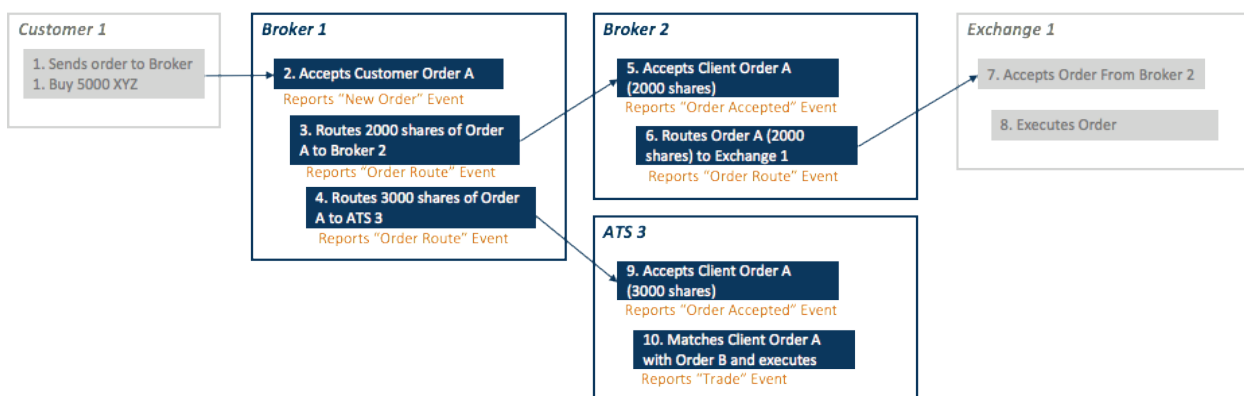 Customer 1
1. Sends order to Broker
1. Buy 5000 XYZ
Broker 1
2. Accepts Customer Order A
Reports "New Order" Event
3. Routes 2000 shares of Order
A to Broker 2
Reports "Order Route" Event
4. Routes 3000 shares of Order
A to ATS 3
Reports "Order Route" Event
Broker 2
5. Accepts Client Order A
(2000 shares)
Reports "Order Accepted" Event
6. Routes Order A (2000
shares) to Exchange 1
Reports "Order Route" Event
Exchange 1
7. Accepts Order From Broker 2
8. Executes Order
ATS 3
9. Accepts Client Order A
(3000 shares)
Reports "Order Accepted" Event
10. Matches Client Order A
with Order B and executes
Reports "Trade" Event